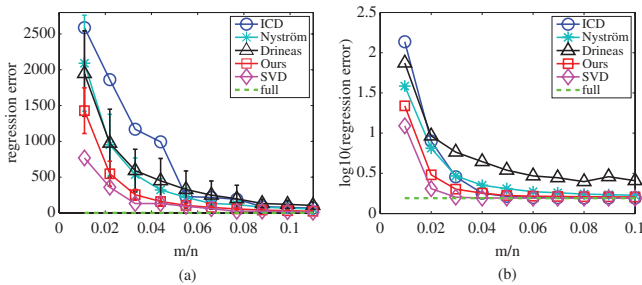 ICD
Nyström
Drineas
Ours
SVD
full
2500
2000
1500
1000
500
0
regression error
0 0.02 0.04 0.06 0.08 0.1
m/n
(a)
ICD
Nyström
Drineas
Ours
SVD
full
2.5
2
1.5
1
0.5
0
log10(regression error)
0 0.02 0.04 0.06 0.08 0.1
m/n
(b)